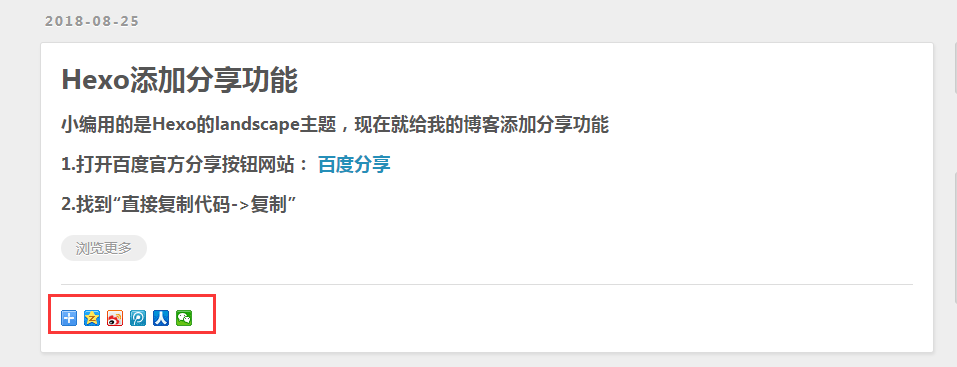 2018-08-25
Hexo添加分享功能
小编用的是Hexo的landscape主题，现在就给我的博客添加分享功能
1.打开百度官方分享按钮网站： 百度分享
2.找到“直接复制代码->复制”
浏览更多